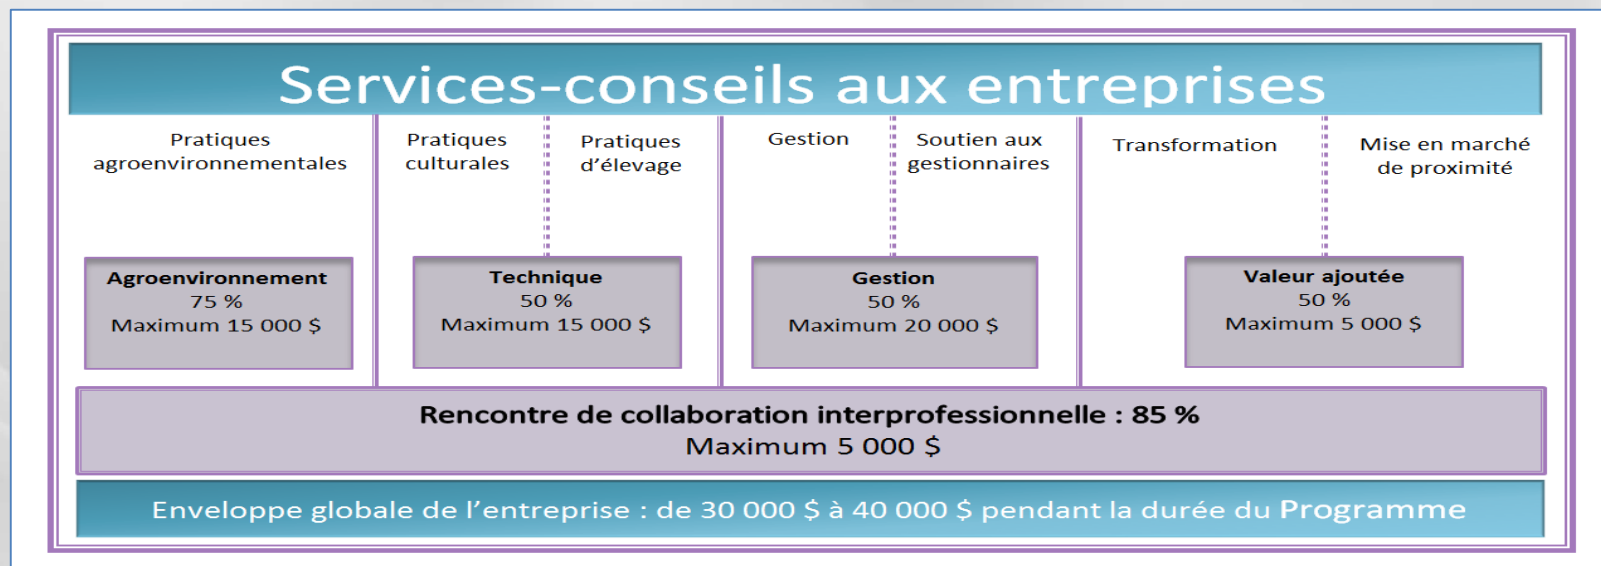 Services-conseils aux entreprises
Pratiques
agroenvironnementales
Pratiques
culturales
Pratiques
d’élevage
Gestion
Soutien aux
gestionnaires
Transformation
Mise en marché
de proximité
Agroenvironnement
75 %
Maximum 15 000 $
Technique
50 %
Maximum 15 000 $
Gestion
50 %
Maximum 20 000 $
Valeur ajoutée
50 %
Maximum 5 000 $
Rencontre de collaboration interprofessionnelle : 85 %
Maximum 5 000 $
Enveloppe globale de l’entreprise : de 30 000 $ à 40 000 $ pendant la durée du Programme